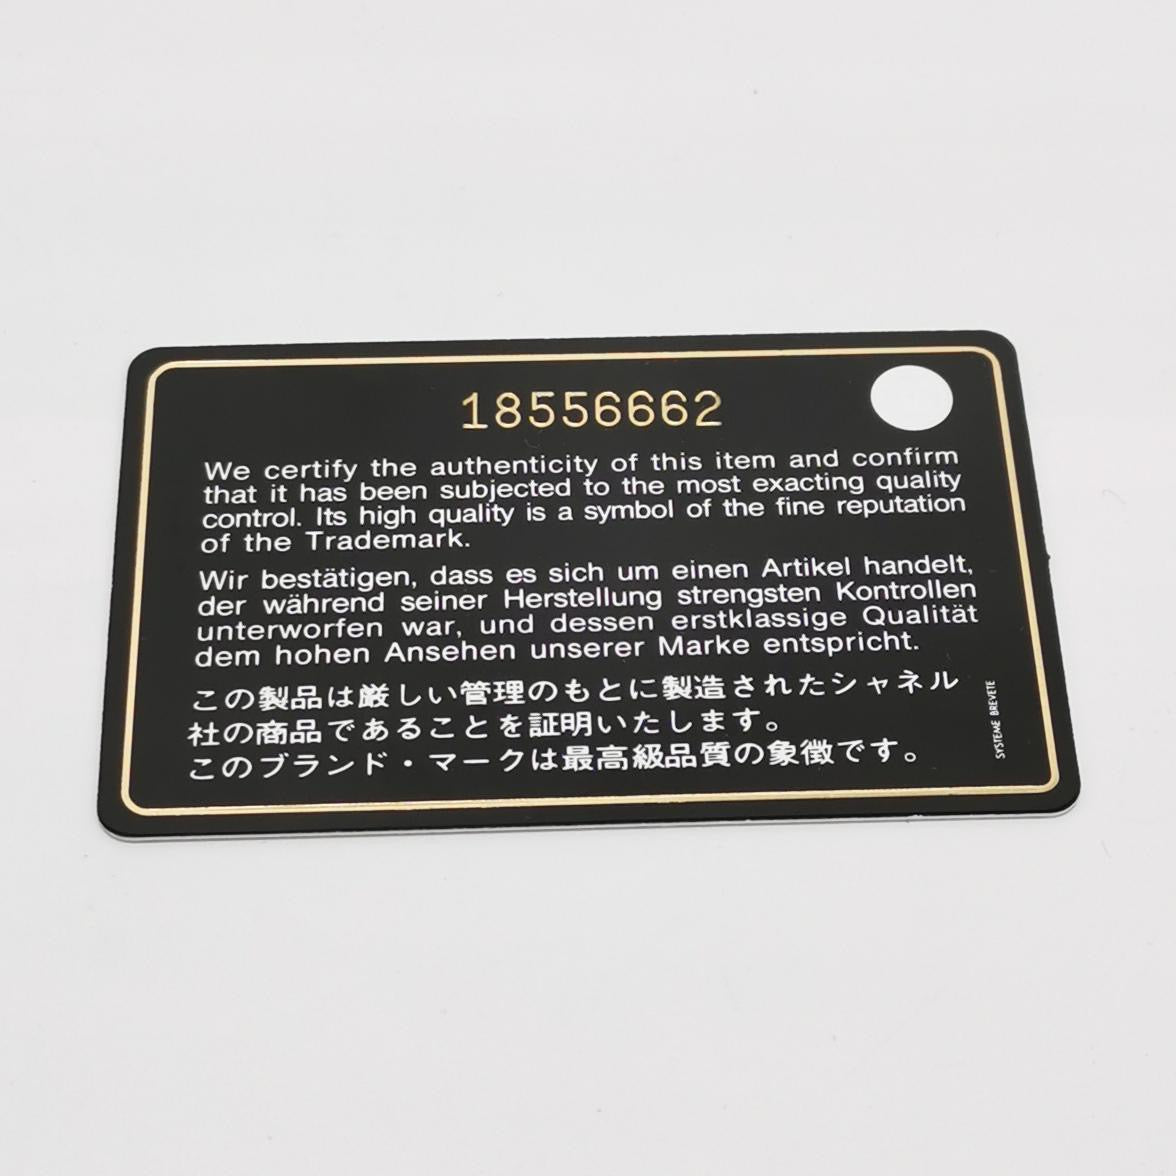 18556662
We certify the authenticity of this item and confirm
that it has been subjected to the most exacting quality
control. Its high quality is a symbol of the fine reputation
of the Trademark.
Wir bestätigen, dass es sich um einen Artikel handelt,
der während seiner Herstellung strengsten Kontrollen
unterworfen war, und dessen erstklassige Qualität
dem hohen Ansehen unserer Marke entspricht.
この製品は厳しい管理のもとに製造されたシャネル
社の商品であることを証明いたします。
このブランド・マークは最高級品質の象徴です。
SYSTEME BREVETE